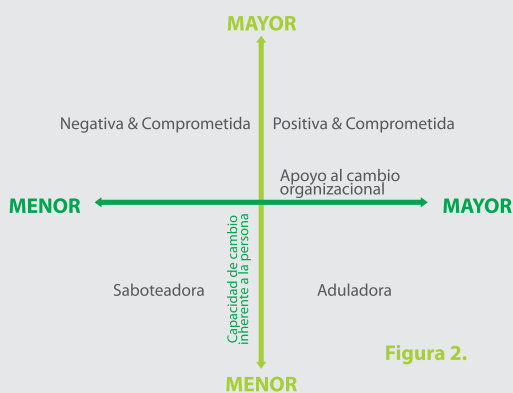 MAYOR
Negativa & Comprometida
Positiva & Comprometida
Apoyo al cambio
organizacional
MENOR
MAYOR
Capacidad de cambio
inherente a la persona
Saboteadora
Aduladora
Figura 2.
MENOR